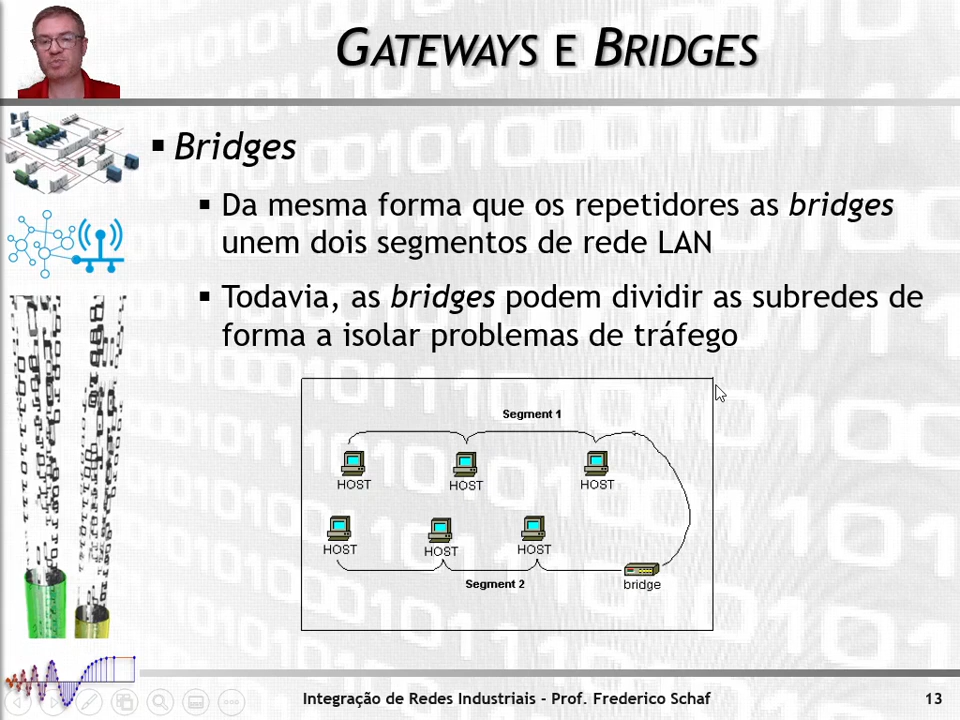 GATEWAYS E BRIDGES
Bridges
Da mesma forma que os repetidores as bridges
unem dois segmentos de rede LAN
Todavia, as bridges podem dividir as subredes de
forma a isolar problemas de tráfego
Segment 1
HOST HOST HOST
HOST HOST HOST
Segment 2
bridge
Integração de Redes Industriais - Prof. Frederico Schaf 13